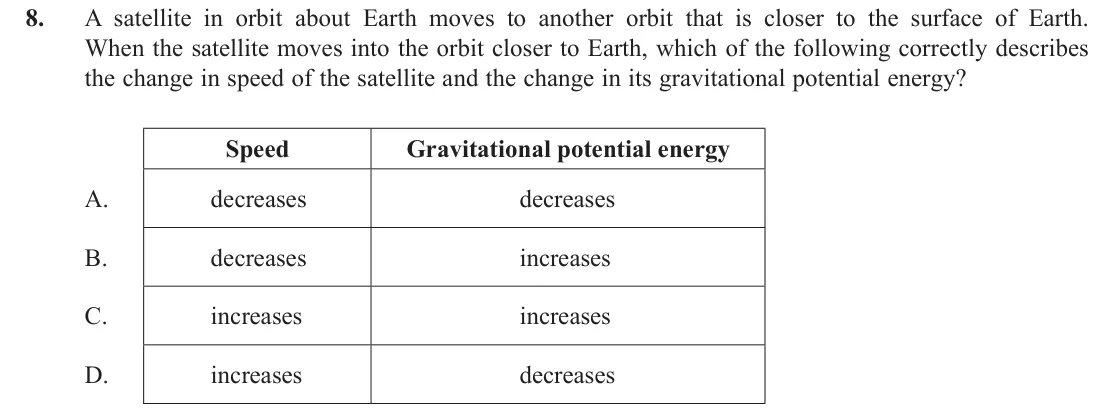 8. A satellite in orbit about Earth moves to another orbit that is closer to the surface of Earth.
When the satellite moves into the orbit closer to Earth, which of the following correctly describes
the change in speed of the satellite and the change in its gravitational potential energy?
Speed Gravitational potential energy
A. decreases decreases
B. decreases increases
C. increases increases
D. increases decreases